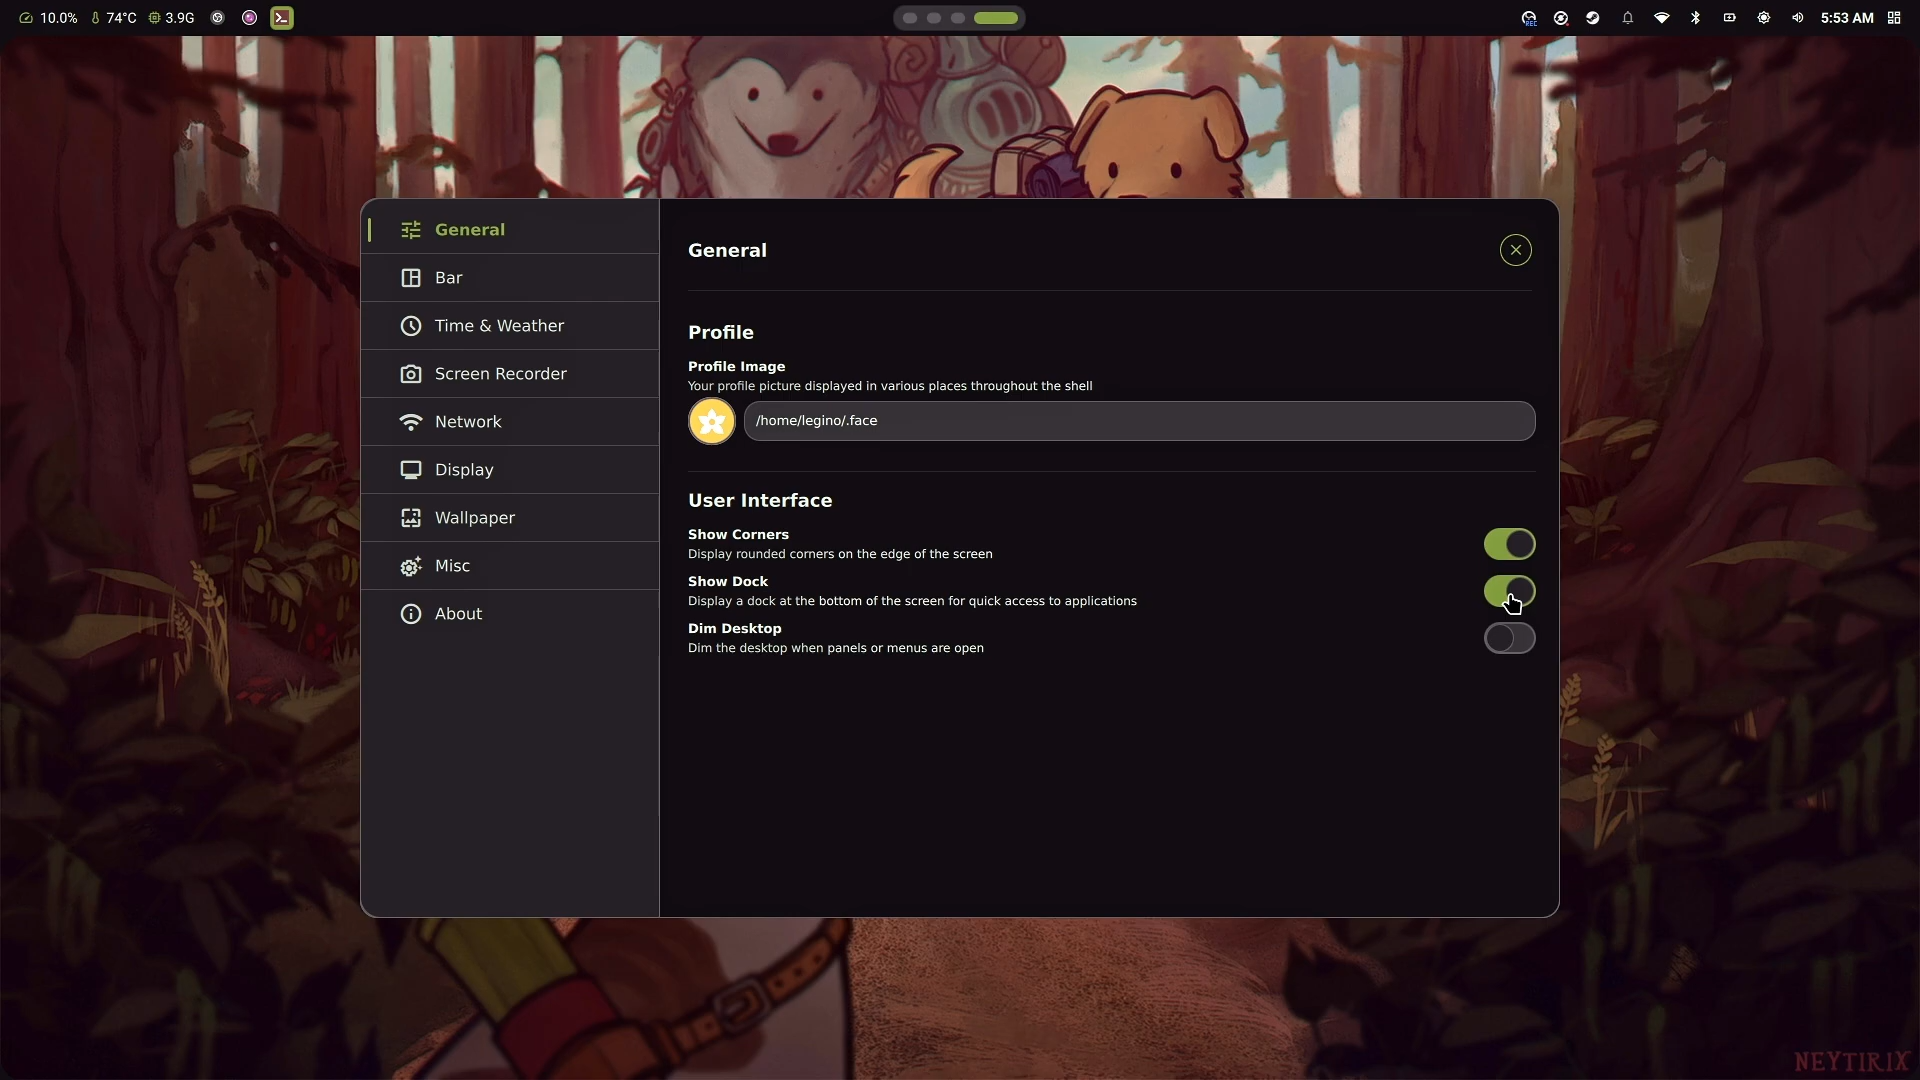 10.0% 74°C 3.9G
REC
5:53 AM
General
Bar
Time & Weather
Screen Recorder
Network
Display
Wallpaper
Misc
About
General
Profile
Profile Image
Your profile picture displayed in various places throughout the shell
/home/legino/.face
User Interface
Show Corners
Display rounded corners on the edge of the screen
Show Dock
Display a dock at the bottom of the screen for quick access to applications
Dim Desktop
Dim the desktop when panels or menus are open
NEYTIRIX